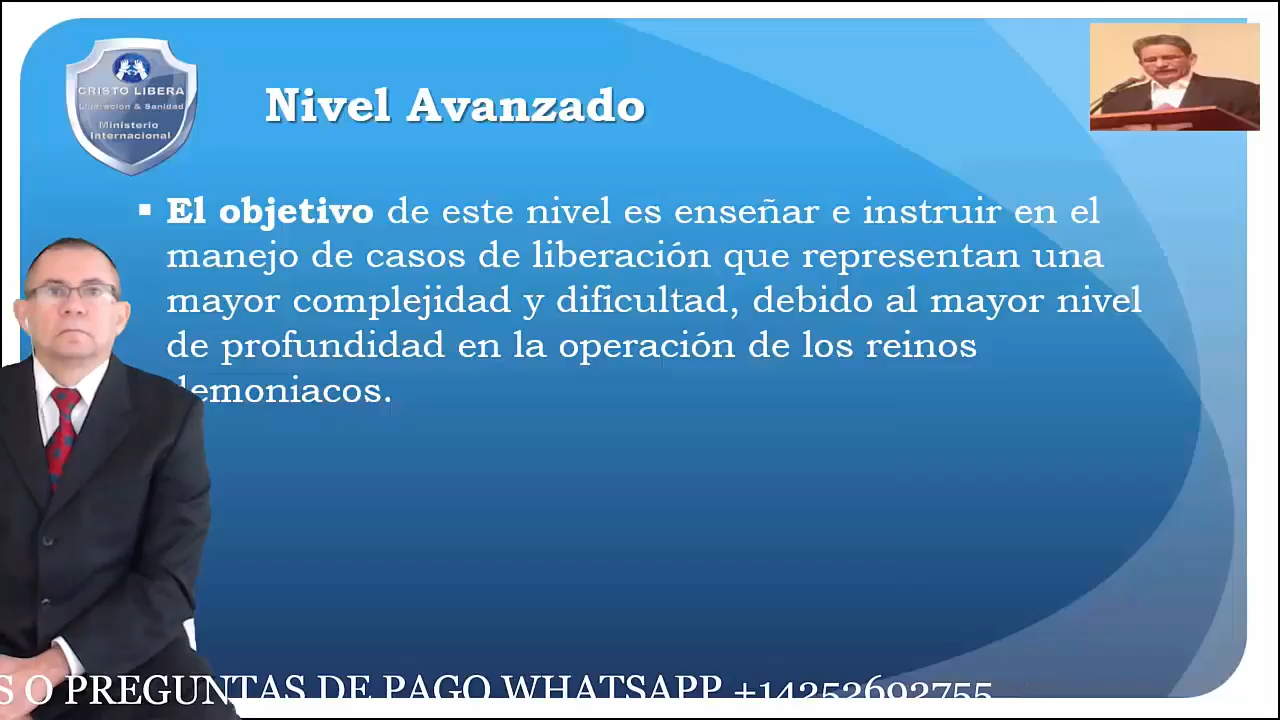 CRISTO LIBERA
Liberación & Sanidad
Ministerio
Internacional
Nivel Avanzado
▪ El objetivo de este nivel es enseñar e instruir en el
manejo de casos de liberación que representan una
mayor complejidad y dificultad, debido al mayor nivel
de profundidad en la operación de los reinos
demoniacos.
S O PREGUNTAS DE PAGO WHATSAPP +14252692755